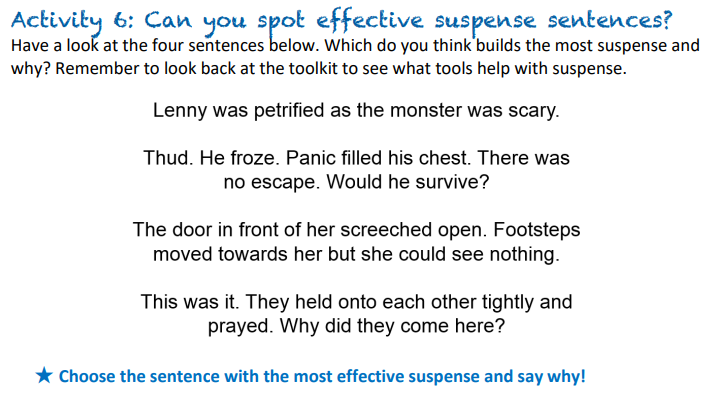 Activity 6: Can you spot effective suspense sentences?
Have a look at the four sentences below. Which do you think builds the most suspense and
why? Remember to look back at the toolkit to see what tools help with suspense.
Lenny was petrified as the monster was scary.
Thud. He froze. Panic filled his chest. There was
no escape. Would he survive?
The door in front of her screeched open. Footsteps
moved towards her but she could see nothing.
This was it. They held onto each other tightly and
prayed. Why did they come here?
★ Choose the sentence with the most effective suspense and say why!